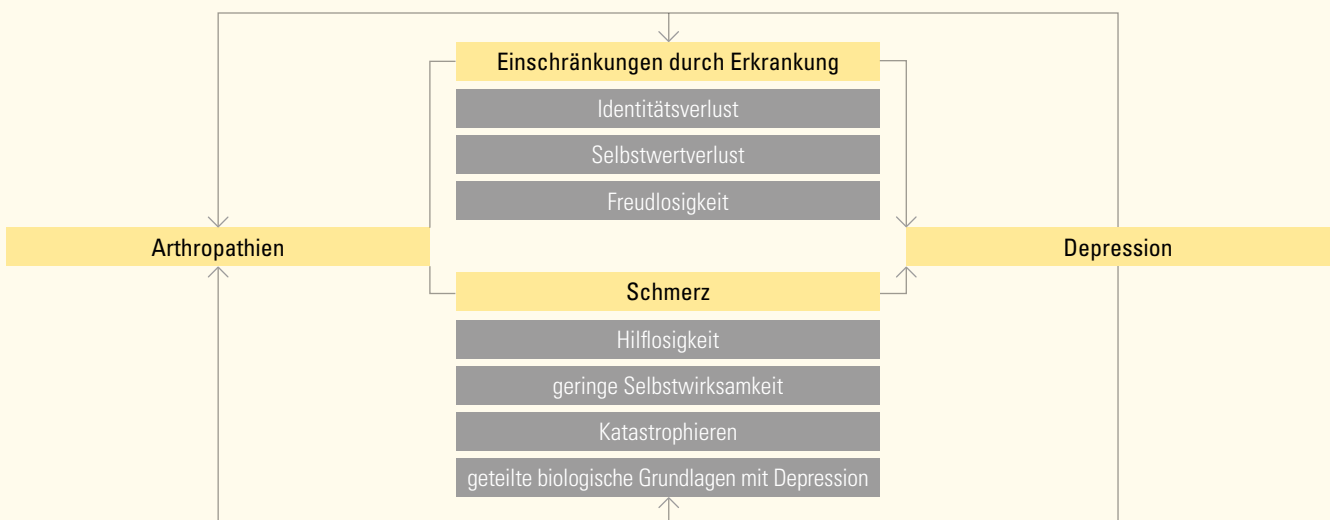 Einschränkungen durch Erkrankung
Identitätsverlust
Selbstwertverlust
Freudlosigkeit
Arthropathien
Depression
Schmerz
Hilflosigkeit
geringe Selbstwirksamkeit
Katastrophieren
geteilte biologische Grundlagen mit Depression